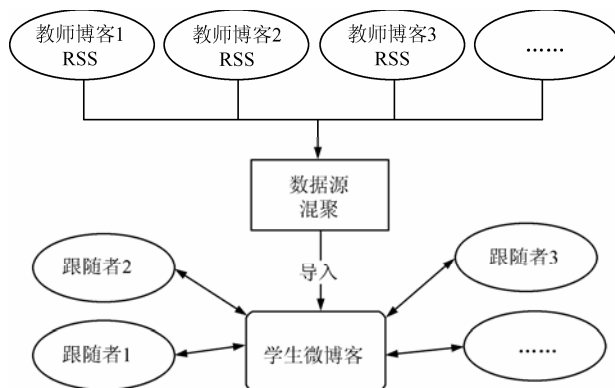 教师博客1
RSS
教师博客2
RSS
教师博客3
RSS
……
数据源
混聚
导入
跟随者2
跟随者3
跟随者1
学生微博客
……